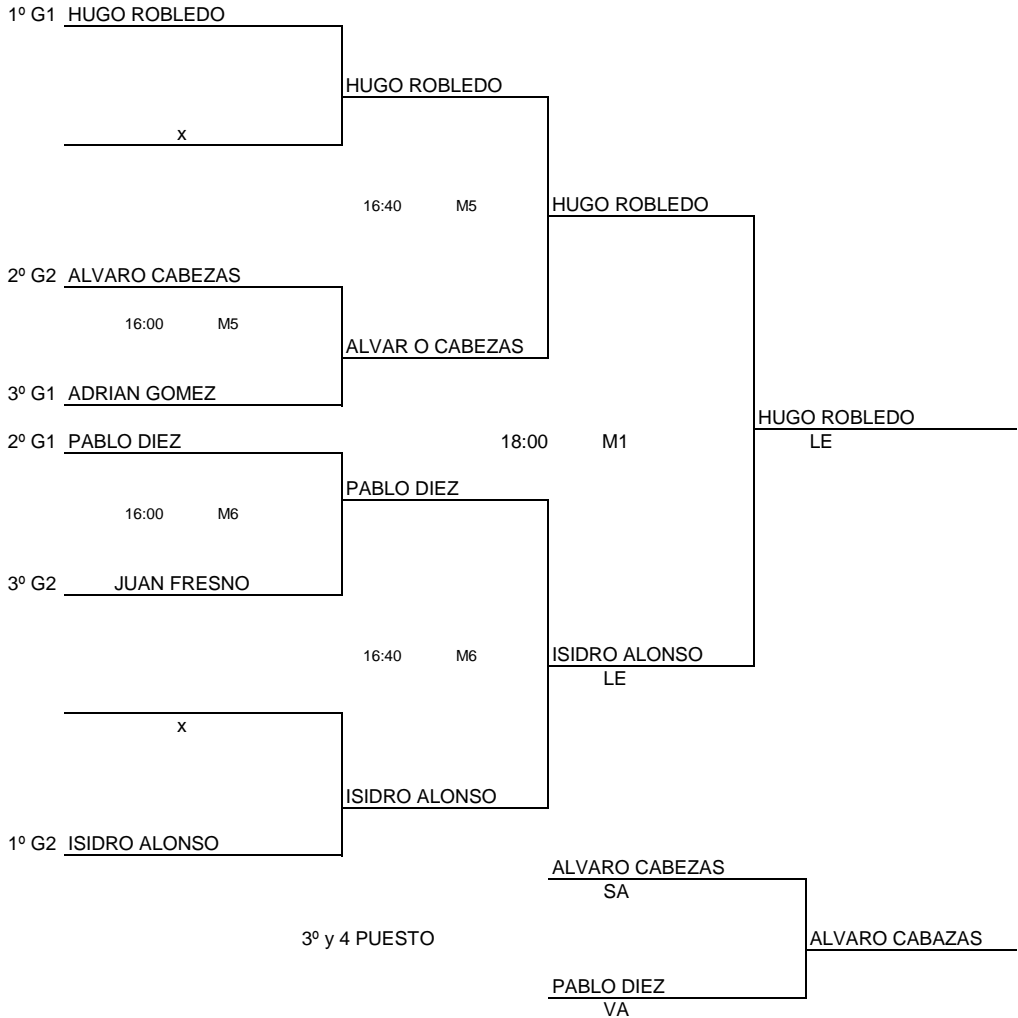 1º G1 HUGO ROBLEDO
HUGO ROBLEDO
x
16:40 M5 HUGO ROBLEDO
2º G2 ALVARO CABEZAS
16:00 M5
ALVAR O CABEZAS
3º G1 ADRIAN GOMEZ
HUGO ROBLEDO
2º G1 PABLO DIEZ 18:00 M1 LE
PABLO DIEZ
16:00 M6
3º G2 JUAN FRESNO
16:40 M6 ISIDRO ALONSO
LE
x
ISIDRO ALONSO
1º G2 ISIDRO ALONSO
ALVARO CABEZAS
SA
3º y 4 PUESTO ALVARO CABAZAS
PABLO DIEZ
VA